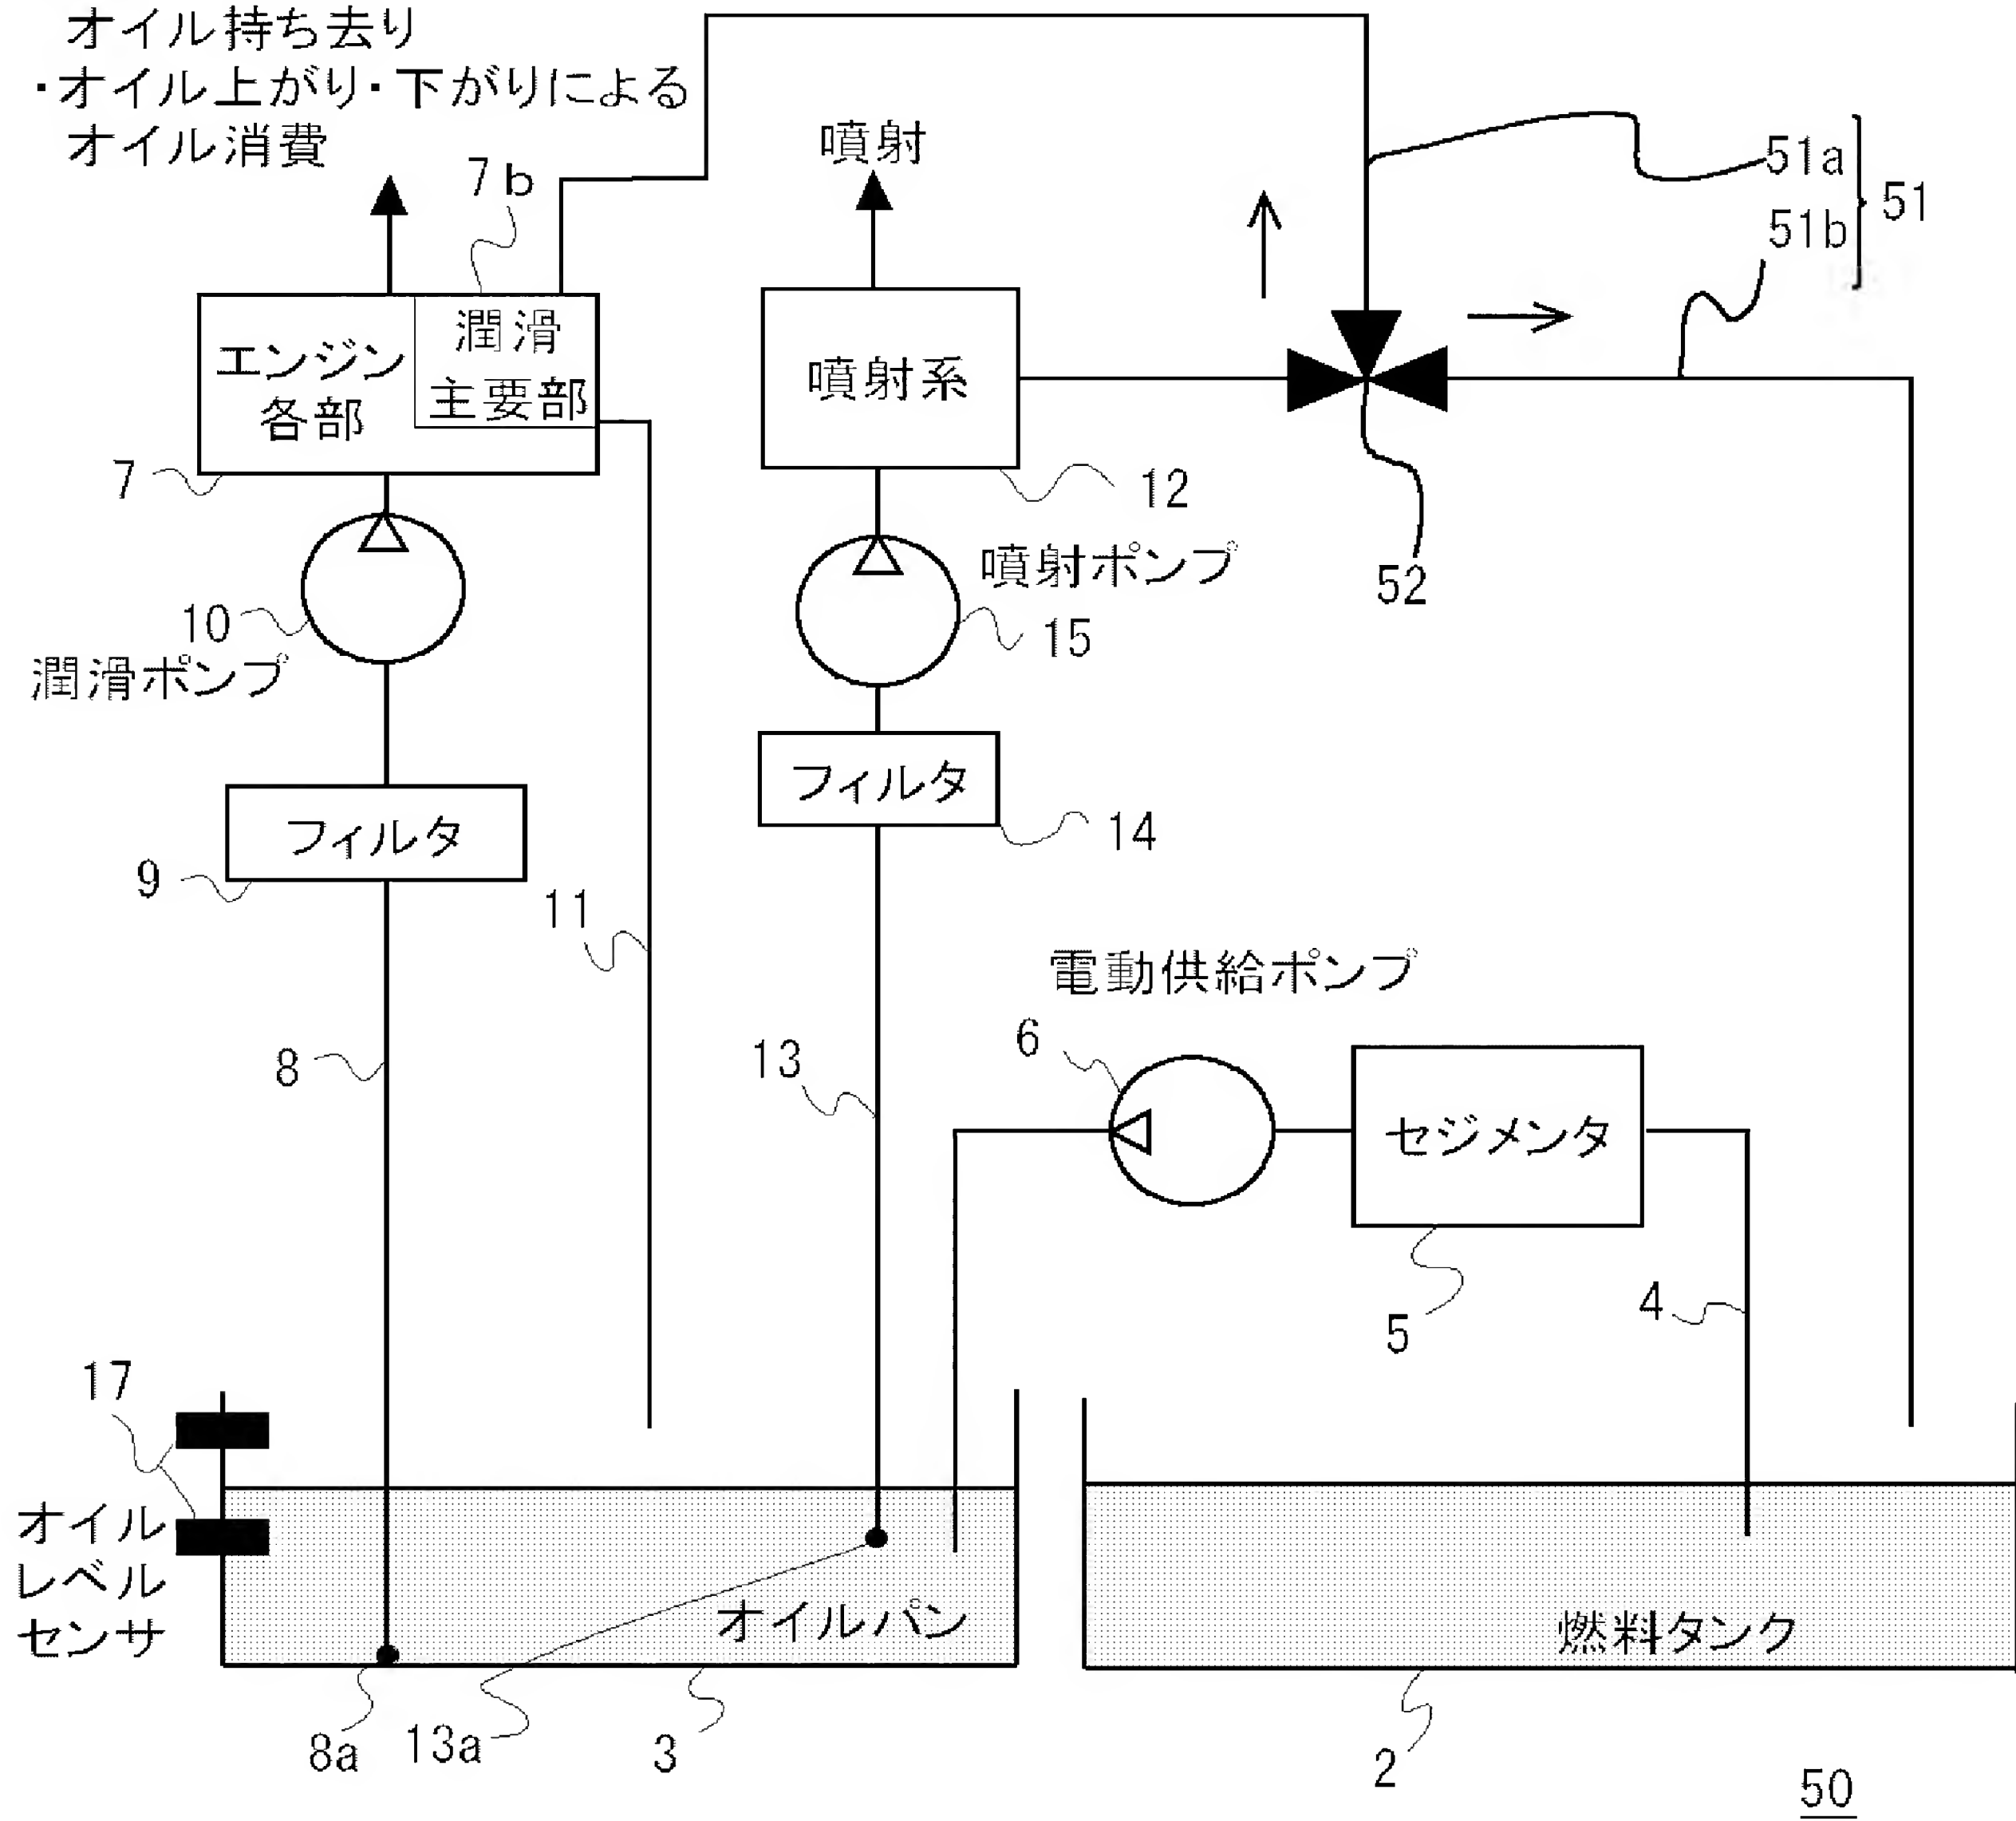 オイル持ち去り
・オイル上がり・下がりによる
オイル消費
噴射
7b
51a
51b
51
エンジン
各部
潤滑
主要部
噴射系
7
12
10
潤滑ポンプ
噴射ポンプ
15
52
フィルタ
14
フィルタ
9
11
電動供給ポンプ
6
8
13
セジメンタ
5
4
17
オイル
レベル
センサ
オイルパン
燃料タンク
8a
13a
3
2
50